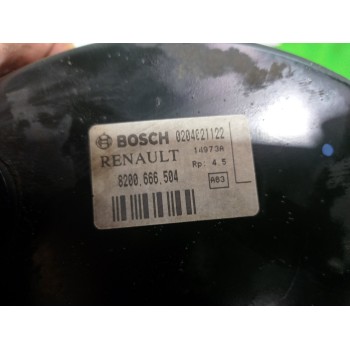 BOSCH 0204021122
RENAULT 14973A
Rp: 4.5
8200.666.504 A63